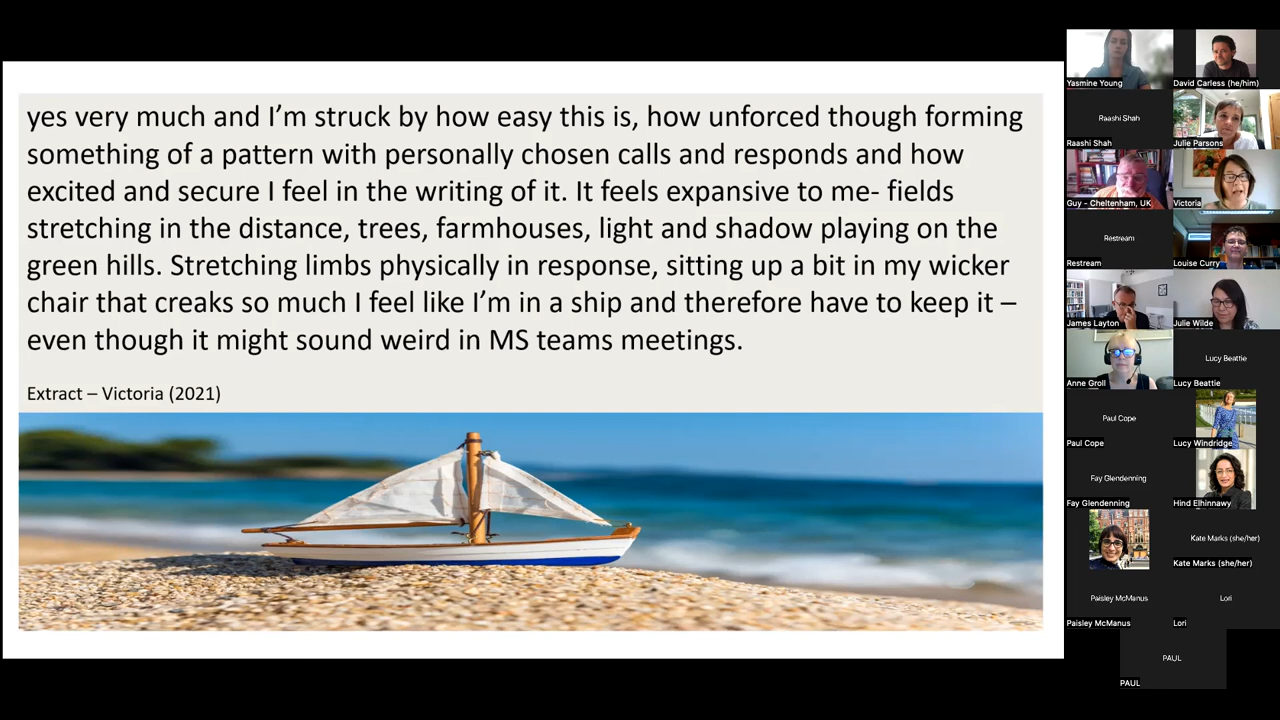 yes very much and I’m struck by how easy this is, how unforced though forming
something of a pattern with personally chosen calls and responds and how
excited and secure I feel in the writing of it. It feels expansive to me- fields
stretching in the distance, trees, farmhouses, light and shadow playing on the
green hills. Stretching limbs physically in response, sitting up a bit in my wicker
chair that creaks so much I feel like I’m in a ship and therefore have to keep it –
even though it might sound weird in MS teams meetings.
Extract – Victoria (2021)
Yasmine Young
David Carless (he/him)
Raashi Shah
Raashi Shah
Julie Parsons
Guy - Cheltenham, UK
Victoria
Restream
Restream
Louise Curry
James Layton
Julie Wilde
Anne Groll
Lucy Beattie
Lucy Beattie
Paul Cope
Paul Cope
Lucy Windridge
Fay Glendenning
Fay Glendenning
Hind Elhinnawy
Kate Marks (she/her)
Kate Marks (she/her)
Paisley McManus
Paisley McManus
Lori
Lori
PAUL
PAUL